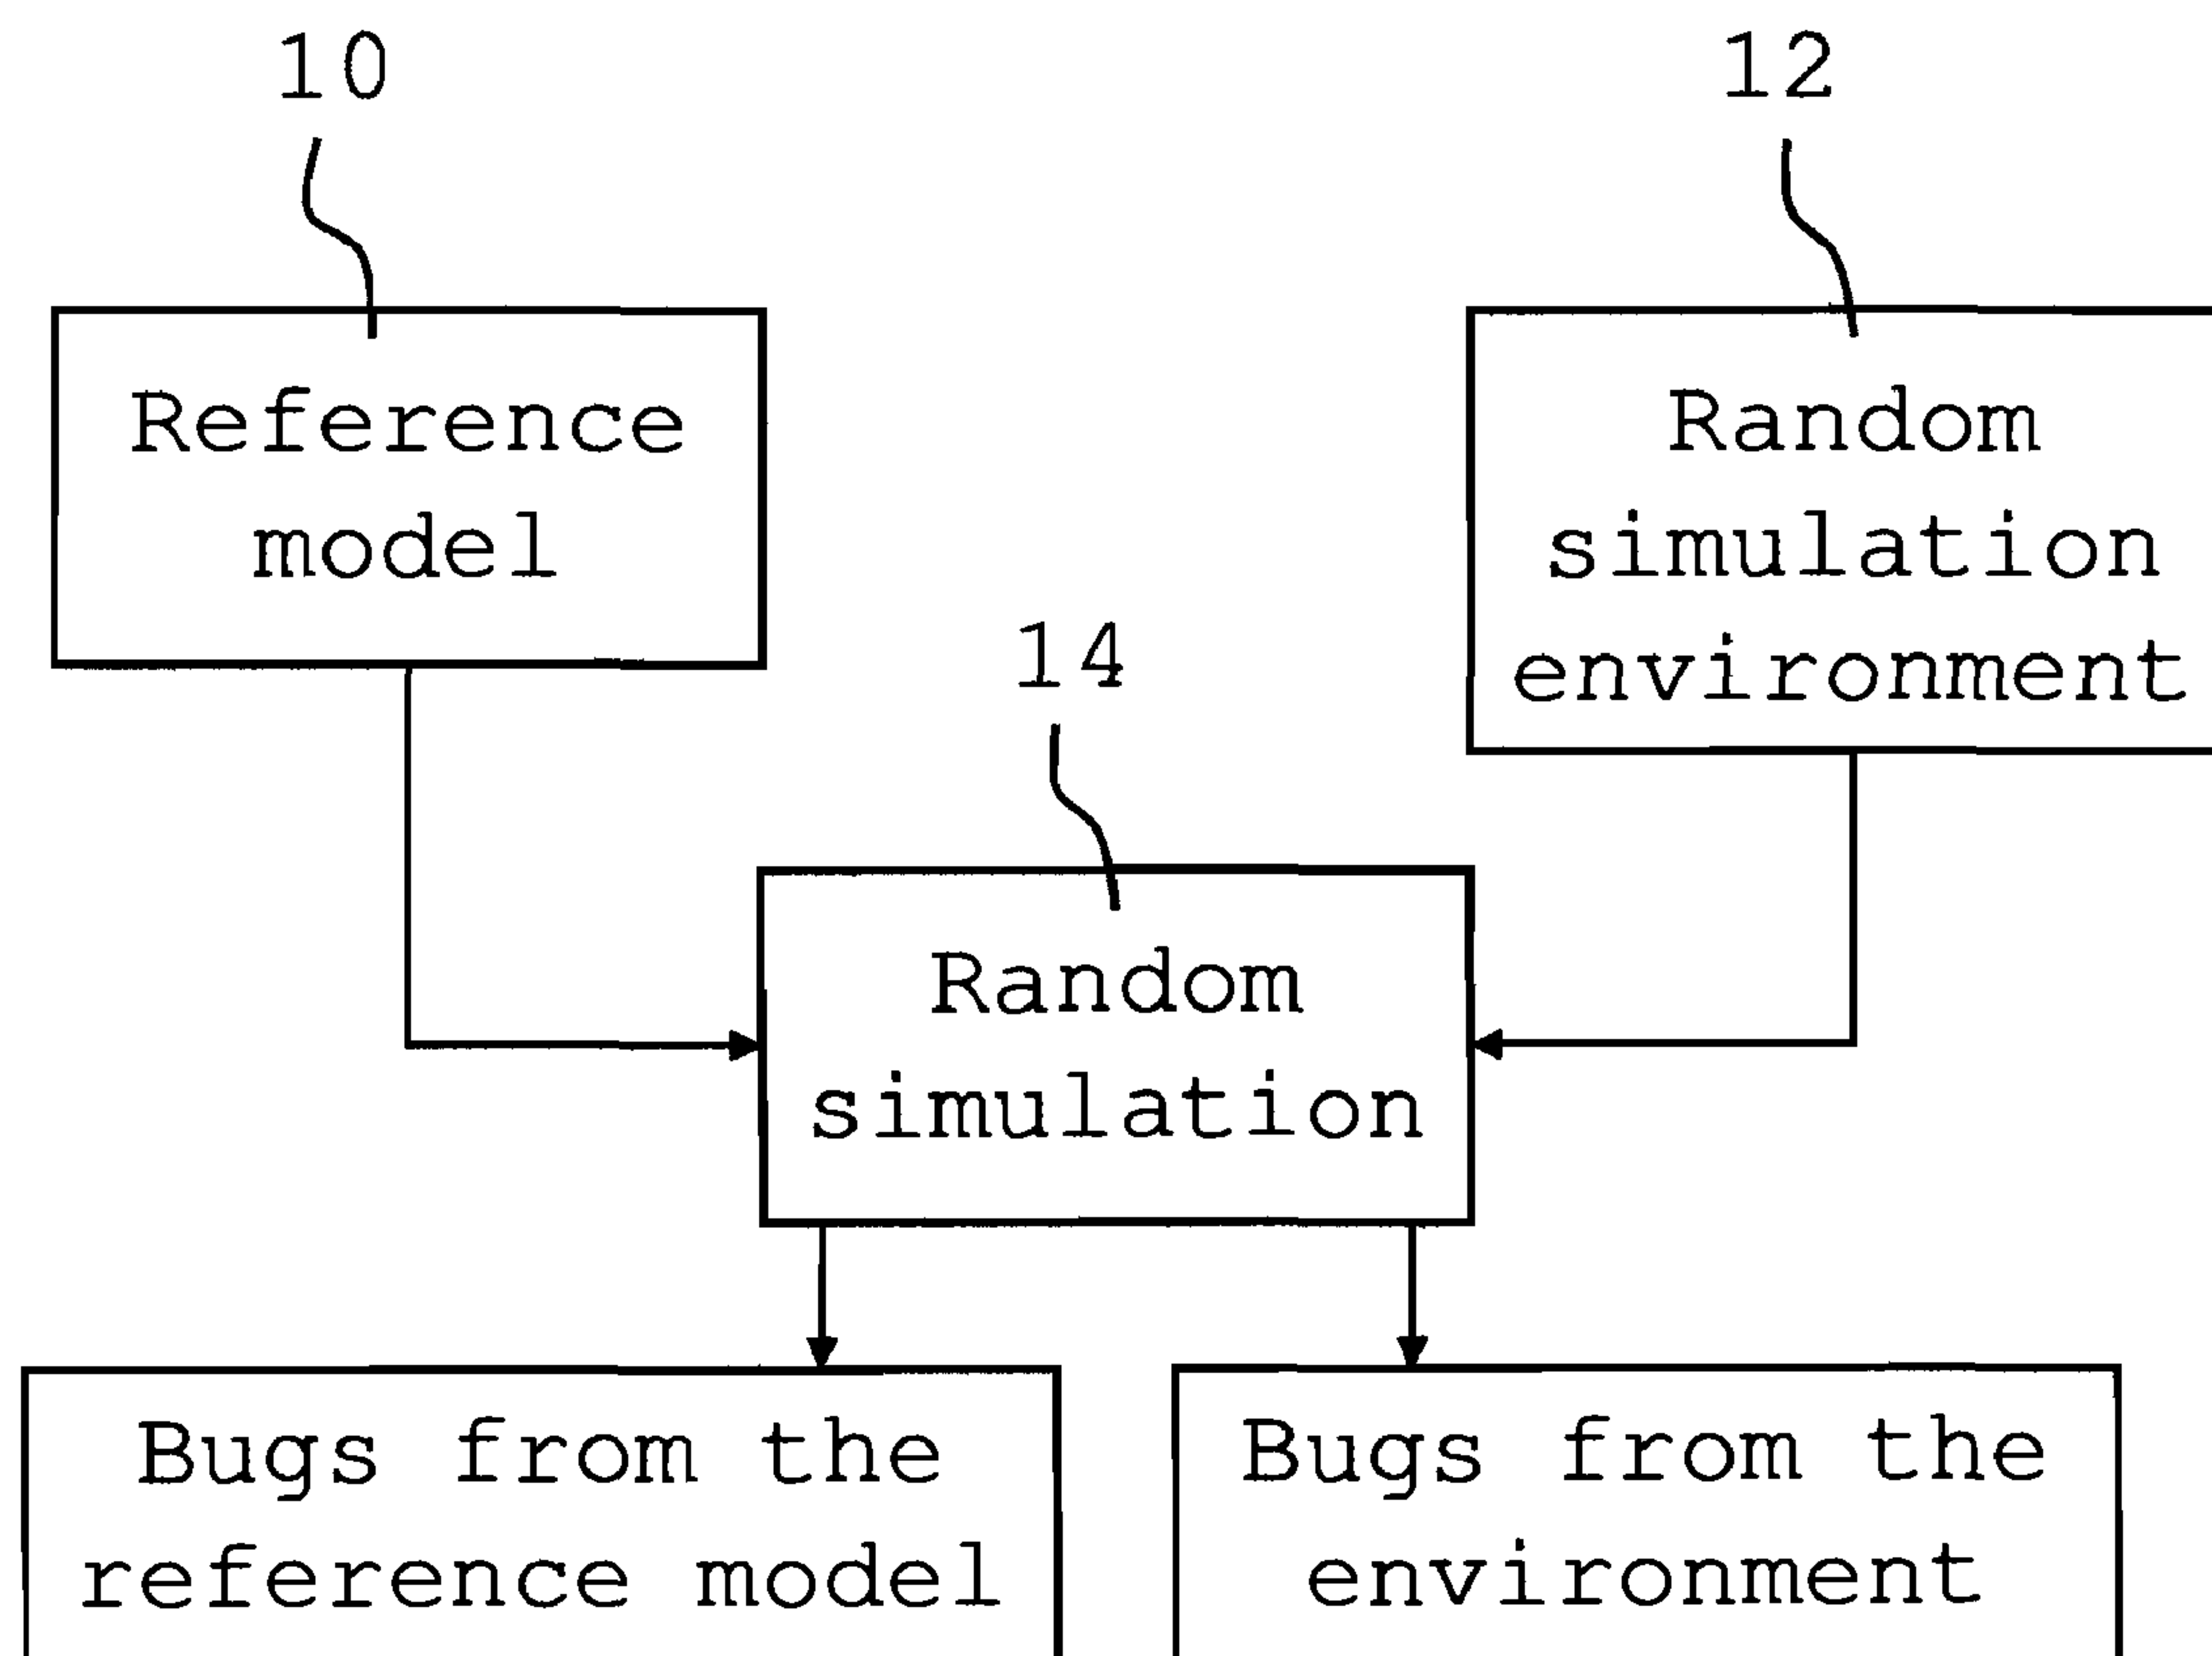 10
12
Reference
model
Random
simulation
environment
14
Random
simulation
Bugs from the
reference model
Bugs from the
environment